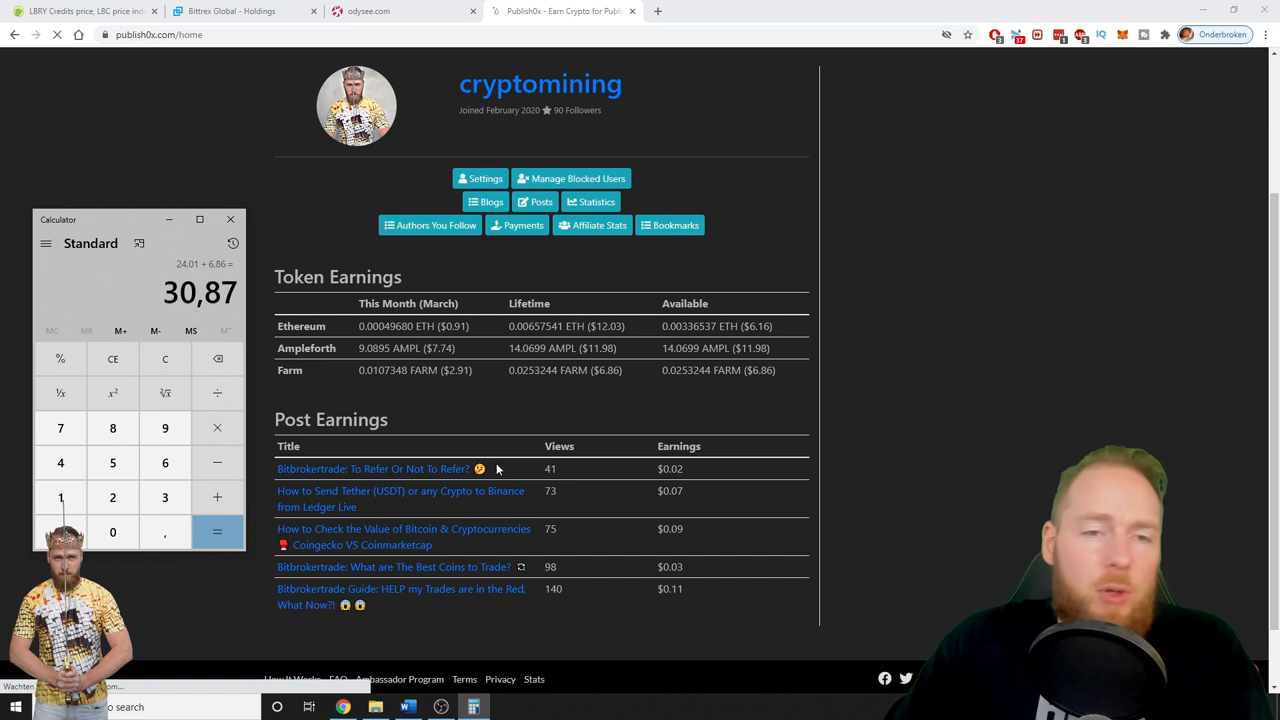 LBRY Credits price, LBC price ind
Bittrex Global - Holdings
odysee.com
Publish0x - Earn Crypto for Publi
publish0x.com/home
Onderbroken
cryptomining
Joined February 2020 90 Followers
Settings
Manage Blocked Users
Blogs
Posts
Statistics
Authors You Follow
Payments
Affiliate Stats
Bookmarks
Calculator
Standard
24,01 + 6,86 =
30,87
MC MR M+ M- MS
% CE C
7 8 9
4 5 6 −
1 2 3 +
0 , =
Token Earnings
This Month (March) Lifetime Available
Ethereum 0.00049680 ETH ($0.91) 0.00657541 ETH ($12.03) 0.00336537 ETH ($6.16)
Ampleforth 9.0895 AMPL ($7.74) 14.0699 AMPL ($11.98) 14.0699 AMPL ($11.98)
Farm 0.0107348 FARM ($2.91) 0.0253244 FARM ($6.86) 0.0253244 FARM ($6.86)
Post Earnings
Title Views Earnings
Bitbrokertrade: To Refer Or Not To Refer? 41 $0.02
How to Send Tether (USDT) or any Crypto to Binance 73 $0.07
from Ledger Live
How to Check the Value of Bitcoin & Cryptocurrencies 75 $0.09
Coingecko VS Coinmarketcap
Bitbrokertrade: What are The Best Coins to Trade? 98 $0.03
Bitbrokertrade Guide: HELP my Trades are in the Red, 140 $0.11
What Now?!
How It Works FAQ Ambassador Program Terms Privacy Stats
Wachten
to search